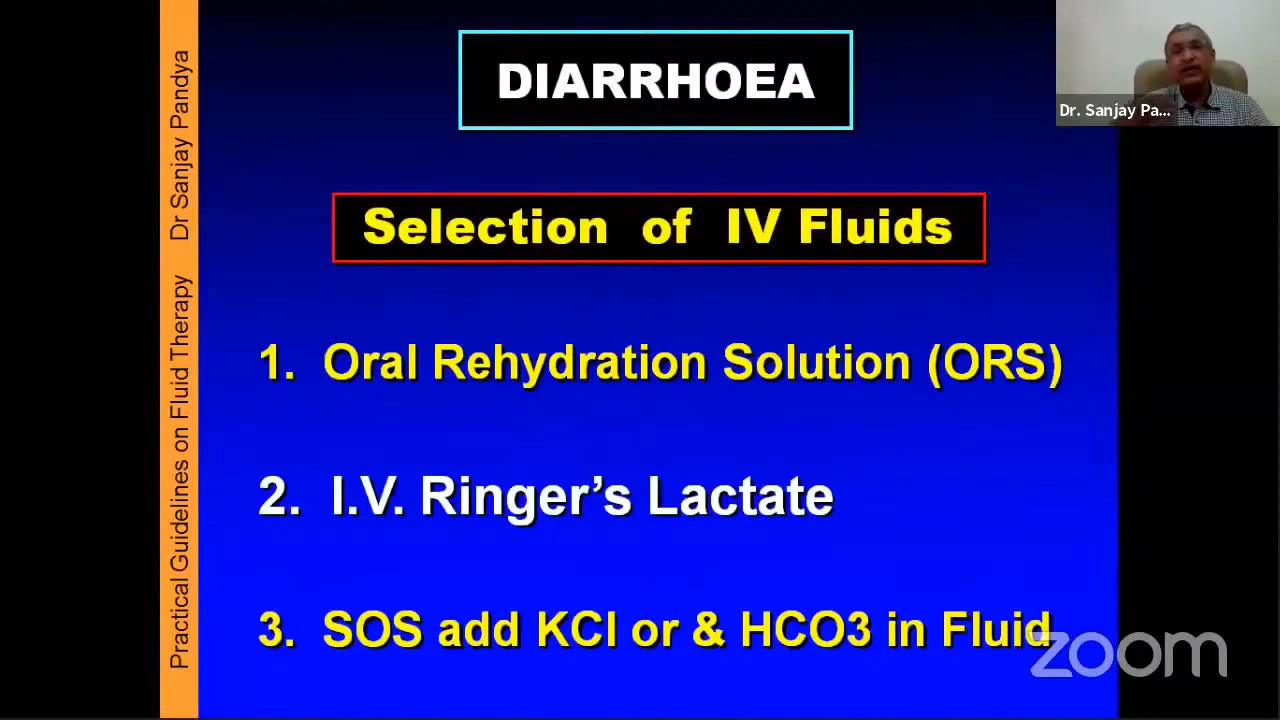 DIARRHOEA
Selection of IV Fluids
1. Oral Rehydration Solution (ORS)
2. I.V. Ringer’s Lactate
3. SOS add KCl or & HCO3 in Fluid
Practical Guidelines on Fluid Therapy Dr Sanjay Pandya
Dr. Sanjay Pa...
zoom